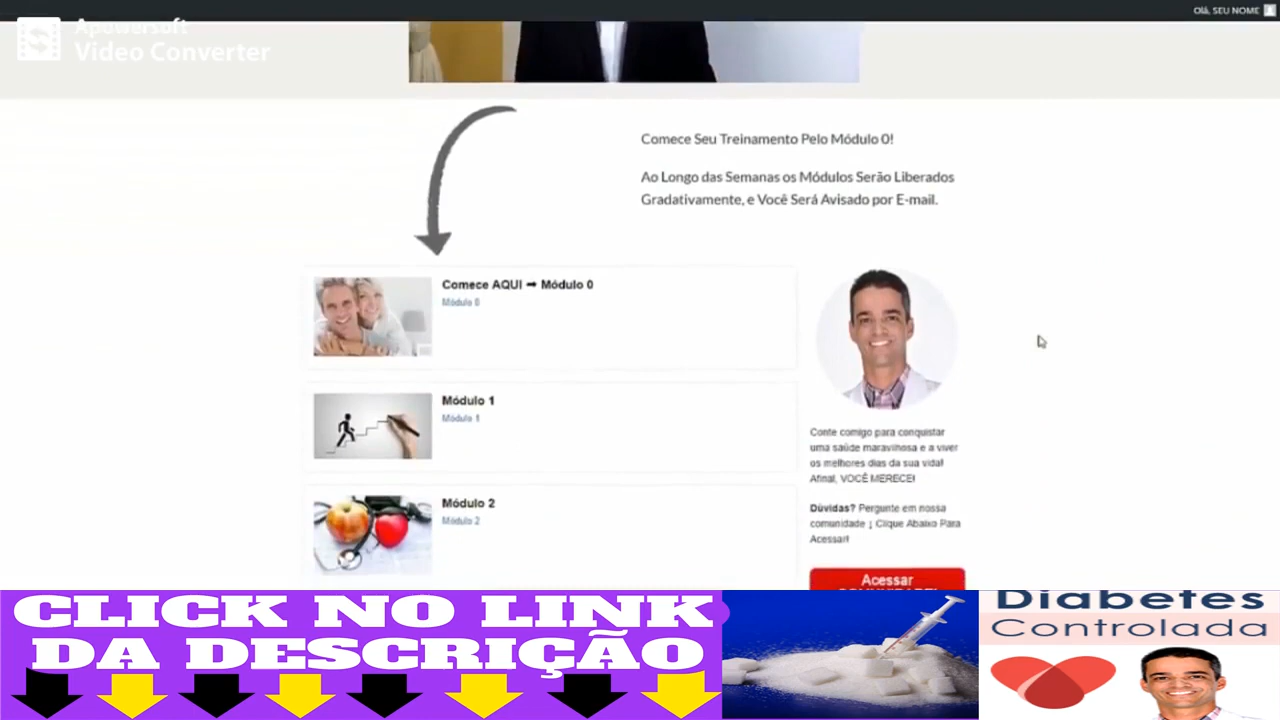 Olá, SEU NOME
Apowersoft
Video Converter
Comece Seu Treinamento Pelo Módulo 0!
Ao Longo das Semanas os Módulos Serão Liberados
Gradativamente, e Você Será Avisado por E-mail.
Comece AQUI ➡ Módulo 0
Módulo 0
Módulo 1
Módulo 1
Módulo 2
Módulo 2
Conte comigo para conquistar
uma saúde maravilhosa e a viver
os melhores dias da sua vida!
Afinal, VOCÊ MERECE!
Dúvidas? Pergunte em nossa
comunidade ↓ Clique Abaixo Para
Acessar!
Acessar
CLICK NO LINK
DA DESCRIÇÃO
Diabetes
Controlada